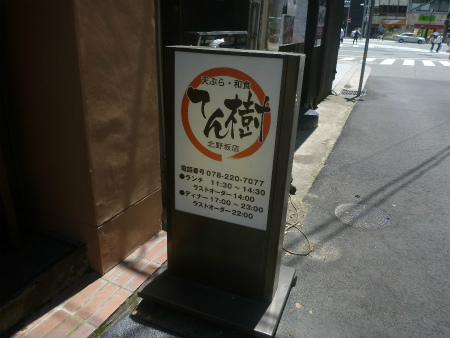 天ぷら・和食
てん樹
北野坂店
電話番号 078-220-7077
●ランチ 11:30～14:30
ラストオーダー 14:00
●ディナー 17:00～23:00
ラストオーダー 22:00